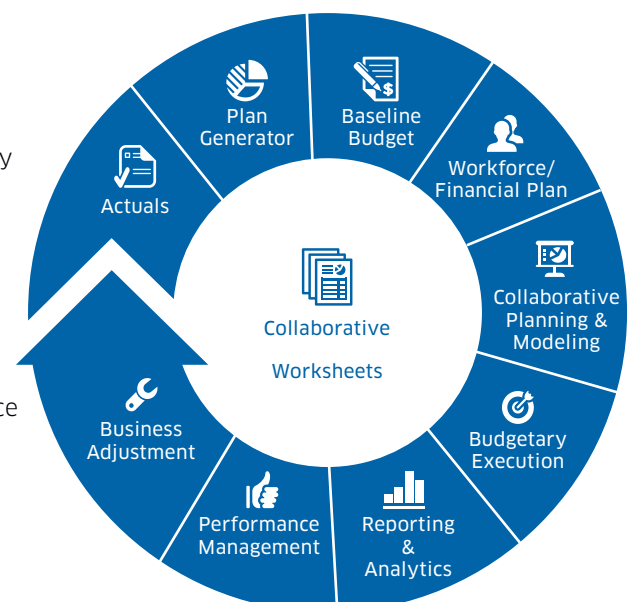 Actuals
Plan
Generator
Baseline
Budget
Workforce/
Financial Plan
Collaborative
Planning &
Modeling
Budgetary
Execution
Reporting
&
Analytics
Performance
Management
Business
Adjustment
Collaborative
Worksheets
$